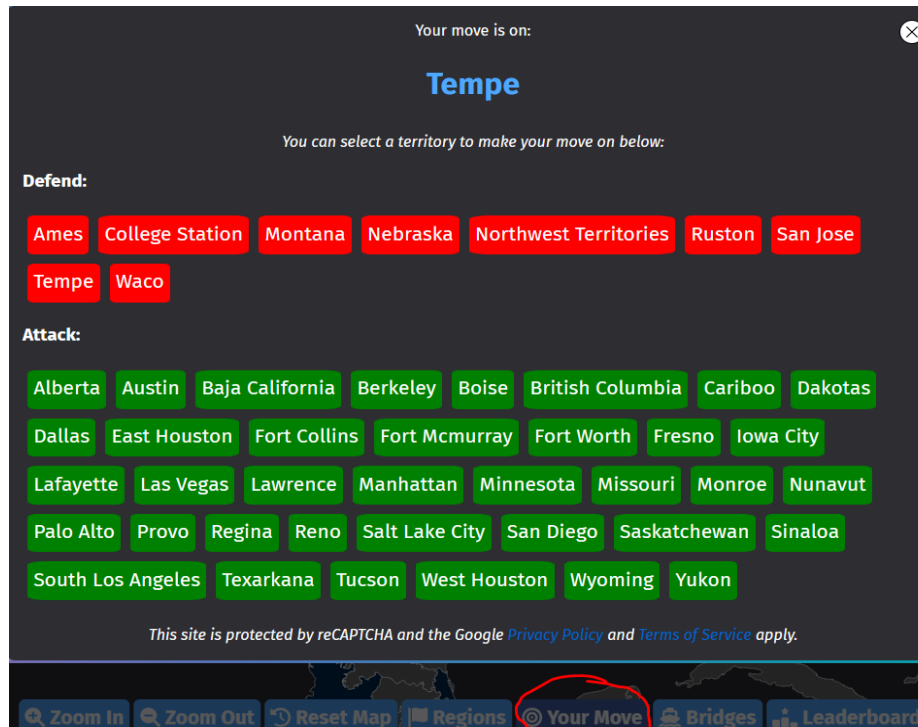 Your move is on:
Tempe
You can select a territory to make your move on below:
Defend:
Ames College Station Montana Nebraska Northwest Territories Ruston San Jose
Tempe Waco
Attack:
Alberta Austin Baja California Berkeley Boise British Columbia Cariboo Dakotas
Dallas East Houston Fort Collins Fort Mcmurray Fort Worth Fresno Iowa City
Lafayette Las Vegas Lawrence Manhattan Minnesota Missouri Monroe Nunavut
Palo Alto Provo Regina Reno Salt Lake City San Diego Saskatchewan Sinaloa
South Los Angeles Texarkana Tucson West Houston Wyoming Yukon
This site is protected by reCAPTCHA and the Google Privacy Policy and Terms of Service apply.
Zoom In Zoom Out Reset Map Regions Your Move Bridges Leaderboar